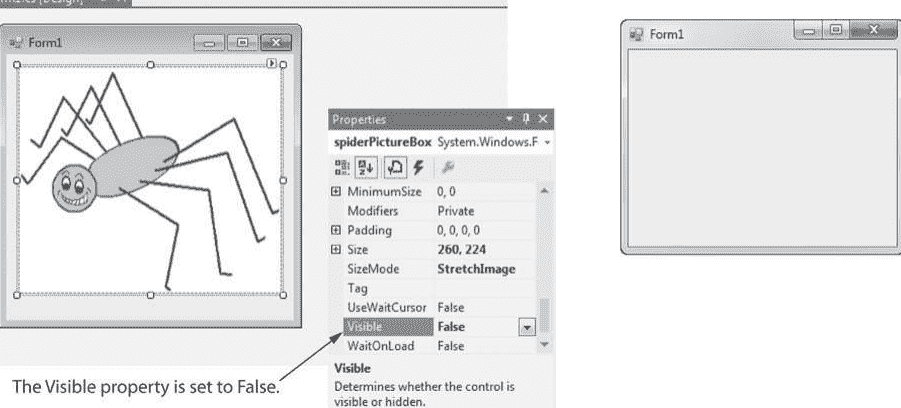 Form1
Properties
spiderPictureBox System.Windows.F
MinimumSize 0, 0
Modifiers Private
Padding 0, 0, 0, 0
Size 260, 224
SizeMode StretchImage
Tag
UseWaitCursor False
Visible False
WaitOnLoad False
Visible
Determines whether the control is
visible or hidden.
The Visible property is set to False.
Form1